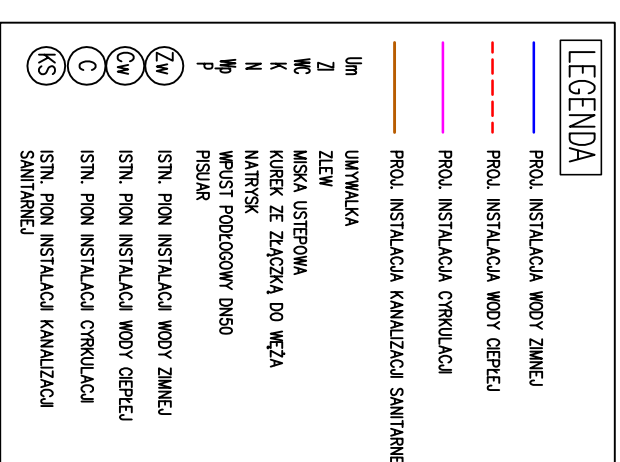 LEGENDA
PROJ. INSTALACJA WODY ZIMNEJ
PROJ. INSTALACJA WODY CIEPŁEJ
PROJ. INSTALACJA CYRKULACJI
PROJ. INSTALACJA KANALIZACJI SANITARNE
Um UMYWALKA
Zl ZLEW
WC MISKA USTEPOWA
K KUREK ZE ZŁĄCZKĄ DO WĘŻA
N NATRYSK
Wp WPUST PODŁOGOWY DN50
P PISUAR
Zw ISTN. PION INSTALACJI WODY ZIMNEJ
Cw ISTN. PION INSTALACJI WODY CIEPŁEJ
C ISTN. PION INSTALACJI CYRKULACJI
KS ISTN. PION INSTALACJI KANALIZACJI
SANITARNEJ